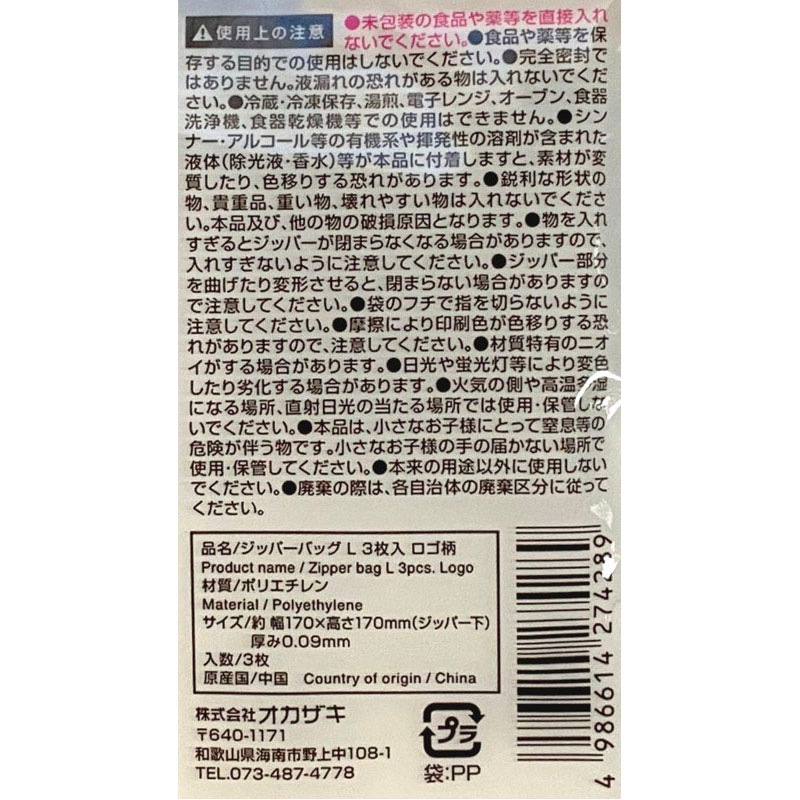 ⚠使用上の注意 ●未包装の食品や薬等を直接入れ
ないでください。●食品や薬等を保
存する目的での使用はしないでください。●完全密封で
はありません。液漏れの恐れがある物は入れないでくだ
さい。●冷蔵・冷凍保存、湯煎、電子レンジ、オーブン、食器
洗浄機、食器乾燥機等での使用はできません。●シン
ナー・アルコール等の有機系や揮発性の溶剤が含まれた
液体(除光液・香水)等が本品に付着しますと、素材が変
質したり、色移りする恐れがあります。●鋭利な形状の
物、貴重品、重い物、壊れやすい物は入れないでくださ
い。本品及び、他の物の破損原因となります。●物を入れ
すぎるとジッパーが閉まらなくなる場合がありますので、
入れすぎないように注意してください。●ジッパー部分
を曲げたり変形させると、閉まらない場合がありますの
で注意してください。●袋のフチで指を切らないように
注意してください。●摩擦により印刷色が色移りする恐
れがありますので、注意してください。●材質特有のニオ
イがする場合があります。●日光や蛍光灯等により変色
したり劣化する場合があります。●火気の側や高温多湿
になる場所、直射日光の当たる場所では使用・保管しな
いでください。●本品は、小さなお子様にとって窒息等の
危険が伴う物です。小さなお子様の手の届かない場所で
使用・保管してください。●本来の用途以外に使用しない
でください。●廃棄の際は、各自治体の廃棄区分に従って
ください。
品名/ジッパーバッグ L 3枚入 ロゴ柄
Product name / Zipper bag L 3pcs. Logo
材質/ポリエチレン
Material / Polyethylene
サイズ/約 幅170×高さ170mm(ジッパー下)
厚み0.09mm
入数/3枚
原産国/中国 Country of origin / China
株式会社オカザキ
〒640-1171
和歌山県海南市野上中108-1
TEL.073-487-4778
プラ
袋:PP
4 986614 274289